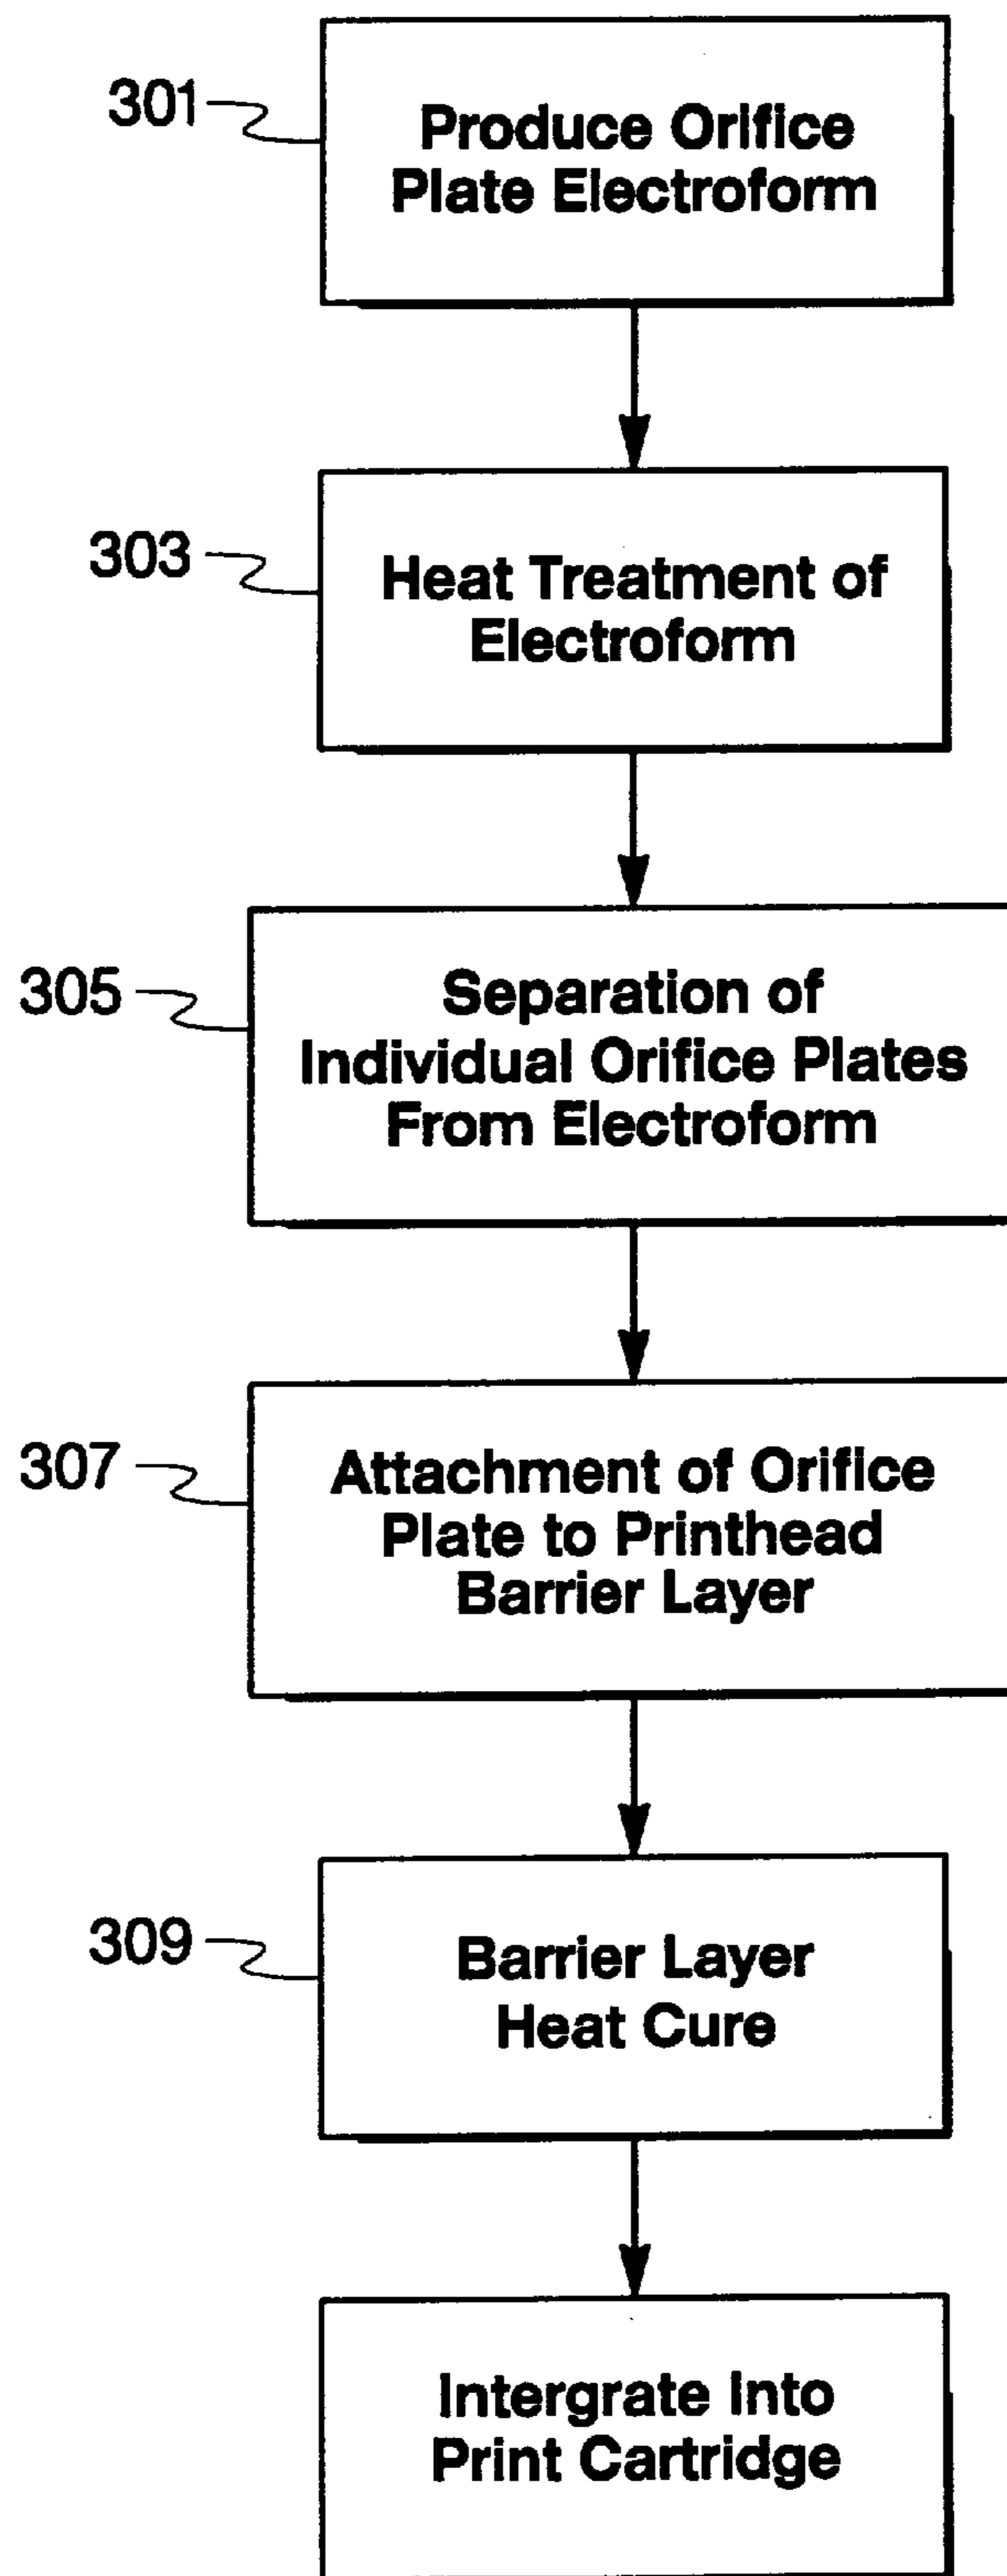 301
Produce Orifice
Plate Electroform
303
Heat Treatment of
Electroform
305
Separation of
Individual Orifice Plates
From Electroform
307
Attachment of Orifice
Plate to Printhead
Barrier Layer
309
Barrier Layer
Heat Cure
Intergrate Into
Print Cartridge